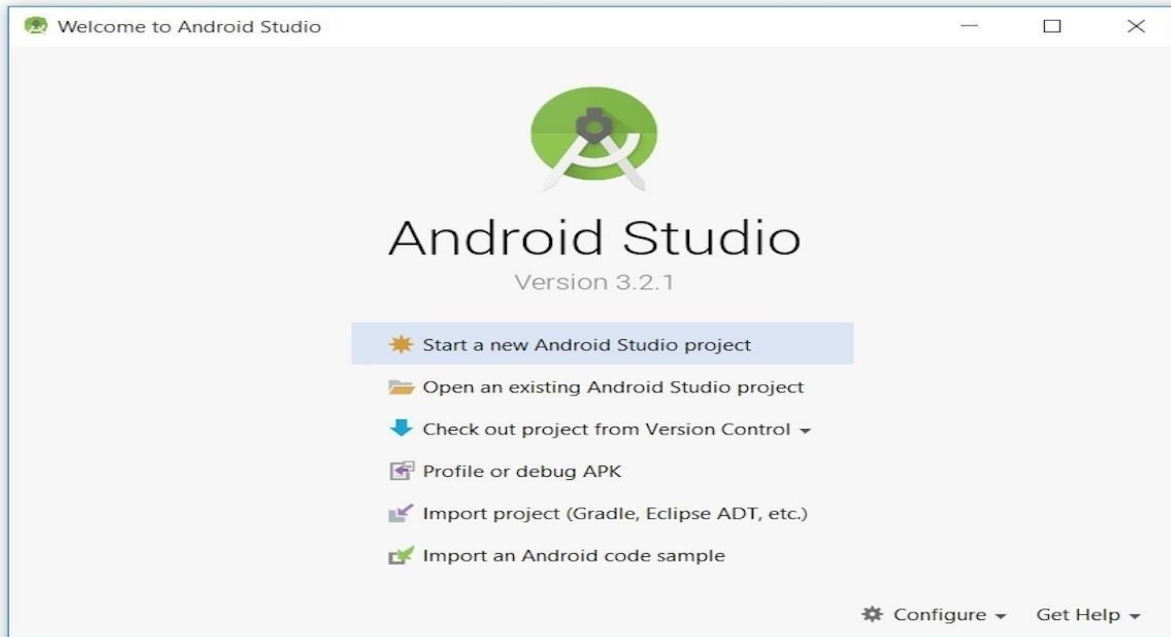 Welcome to Android Studio
Android Studio
Version 3.2.1
Start a new Android Studio project
Open an existing Android Studio project
Check out project from Version Control
Profile or debug APK
Import project (Gradle, Eclipse ADT, etc.)
Import an Android code sample
Configure
Get Help